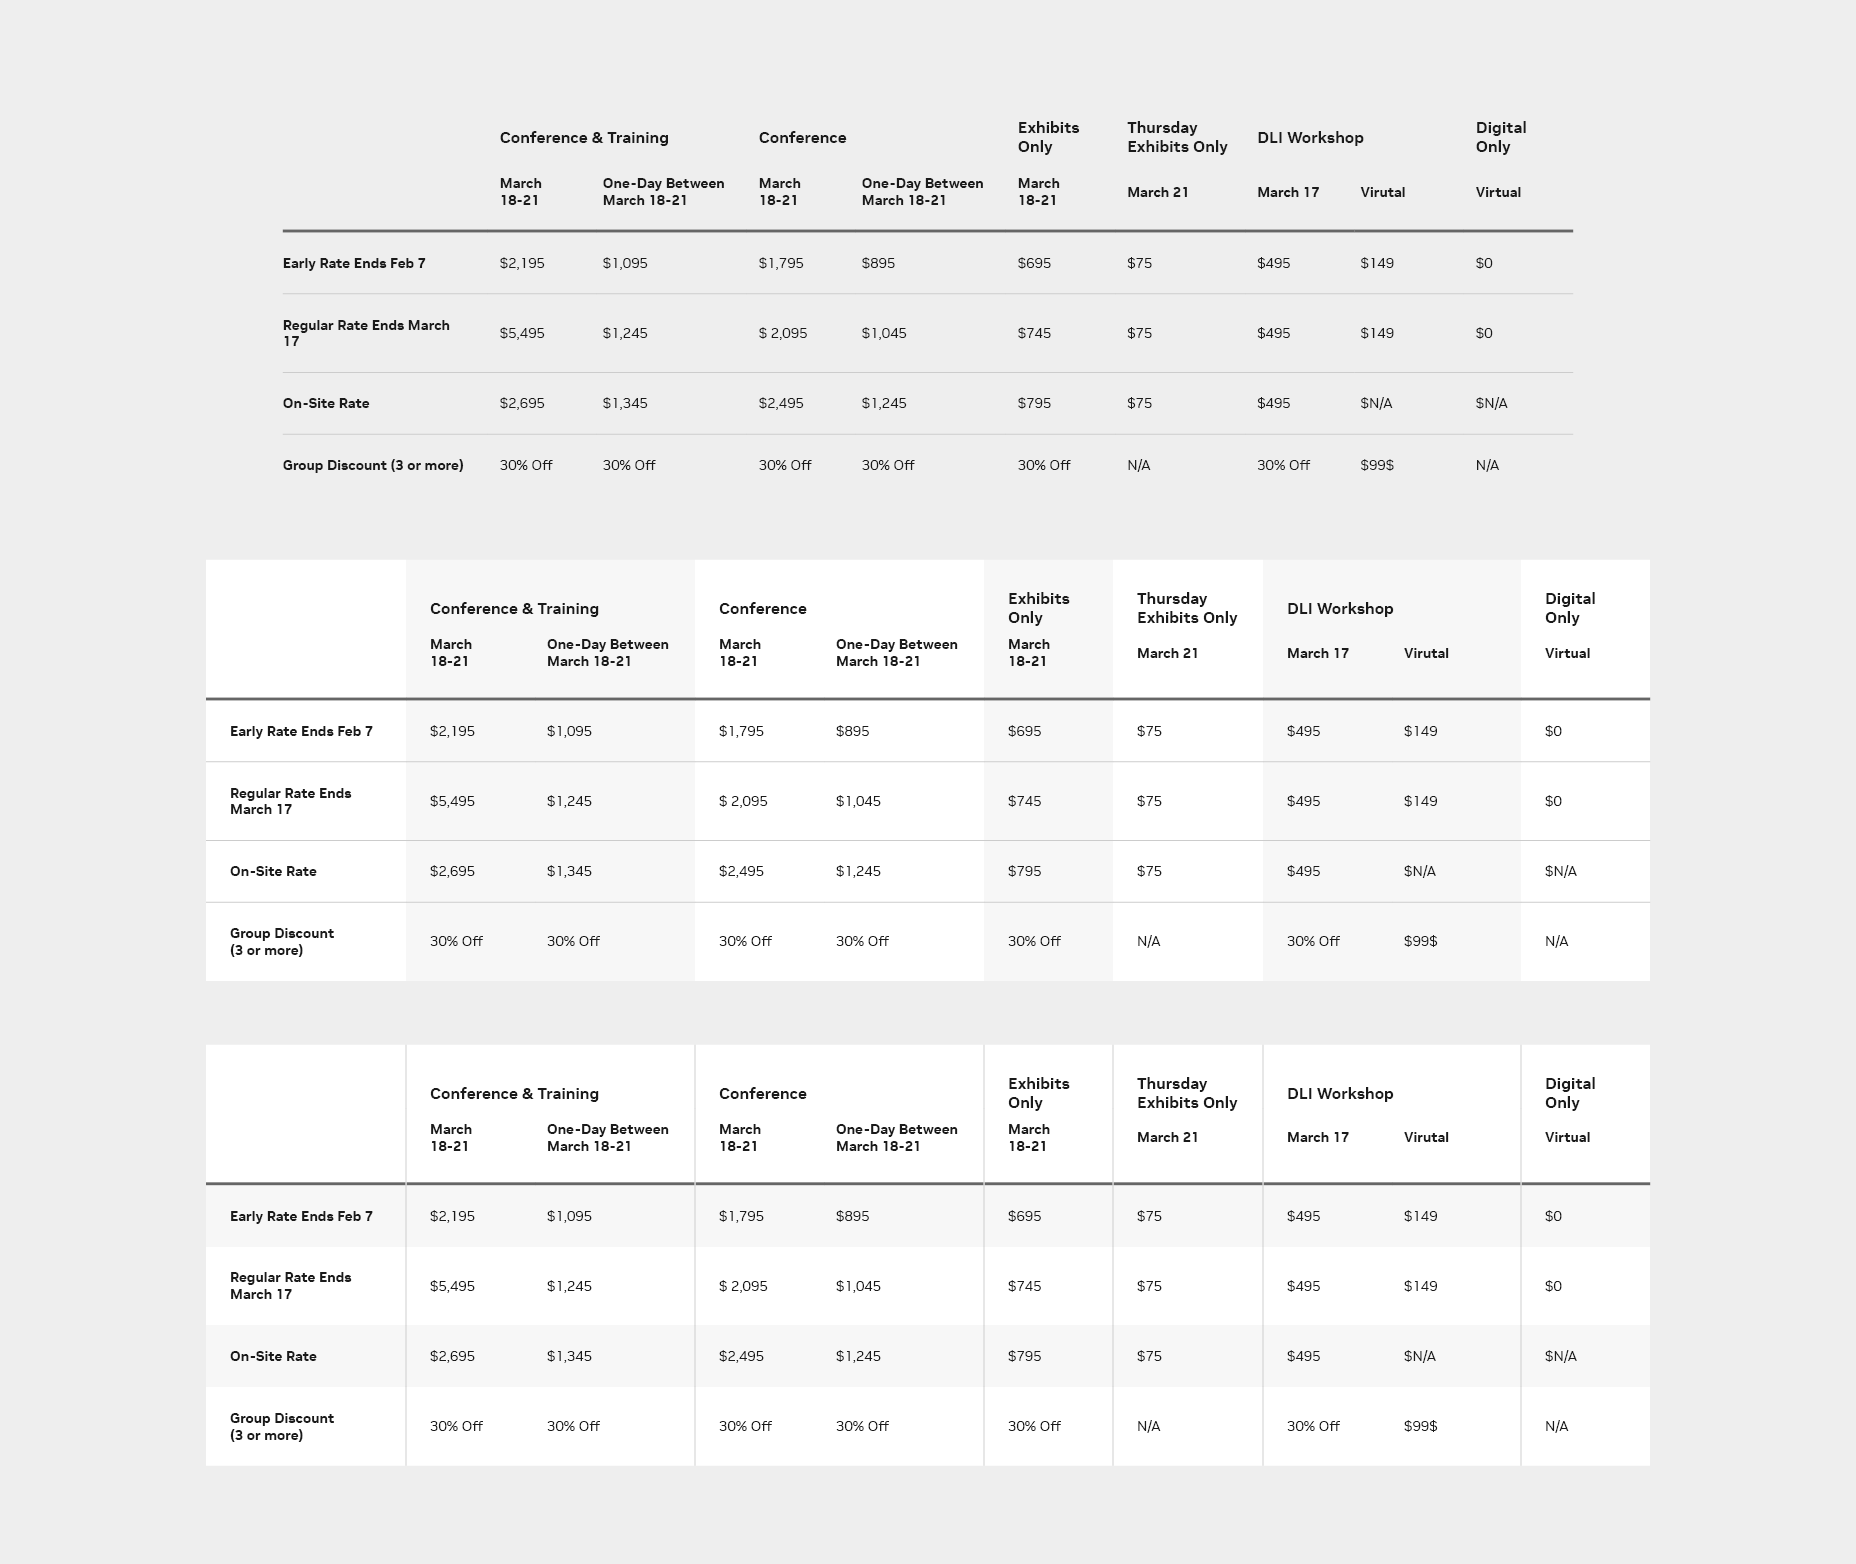 Conference & Training Conference Exhibits Only Thursday Exhibits Only DLI Workshop Digital Only
March 18-21 One-Day Between March 18-21 March 18-21 One-Day Between March 18-21 March 18-21 March 21 March 17 Virutal Virtual
Early Rate Ends Feb 7 $2,195 $1,095 $1,795 $895 $695 $75 $495 $149 $0
Regular Rate Ends March 17 $5,495 $1,245 $ 2,095 $1,045 $745 $75 $495 $149 $0
On-Site Rate $2,695 $1,345 $2,495 $1,245 $795 $75 $495 $N/A $N/A
Group Discount (3 or more) 30% Off 30% Off 30% Off 30% Off 30% Off N/A 30% Off $99$ N/A
Conference & Training Conference Exhibits Only Thursday Exhibits Only DLI Workshop Digital Only
March 18-21 One-Day Between March 18-21 March 18-21 One-Day Between March 18-21 March 18-21 March 21 March 17 Virutal Virtual
Early Rate Ends Feb 7 $2,195 $1,095 $1,795 $895 $695 $75 $495 $149 $0
Regular Rate Ends March 17 $5,495 $1,245 $ 2,095 $1,045 $745 $75 $495 $149 $0
On-Site Rate $2,695 $1,345 $2,495 $1,245 $795 $75 $495 $N/A $N/A
Group Discount (3 or more) 30% Off 30% Off 30% Off 30% Off 30% Off N/A 30% Off $99$ N/A
Conference & Training Conference Exhibits Only Thursday Exhibits Only DLI Workshop Digital Only
March 18-21 One-Day Between March 18-21 March 18-21 One-Day Between March 18-21 March 18-21 March 21 March 17 Virutal Virtual
Early Rate Ends Feb 7 $2,195 $1,095 $1,795 $895 $695 $75 $495 $149 $0
Regular Rate Ends March 17 $5,495 $1,245 $ 2,095 $1,045 $745 $75 $495 $149 $0
On-Site Rate $2,695 $1,345 $2,495 $1,245 $795 $75 $495 $N/A $N/A
Group Discount (3 or more) 30% Off 30% Off 30% Off 30% Off 30% Off N/A 30% Off $99$ N/A